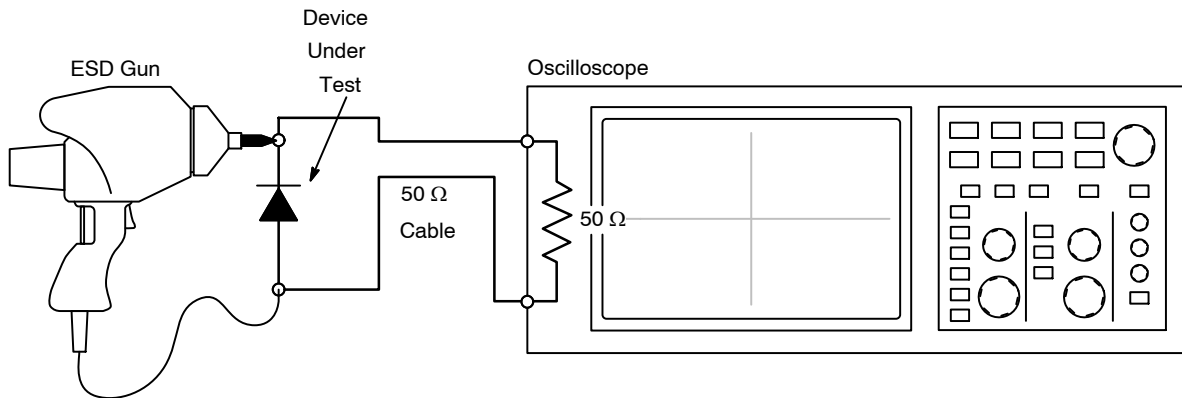 Device
Under
Test
ESD Gun
Oscilloscope
50 Ω
Cable
50 Ω